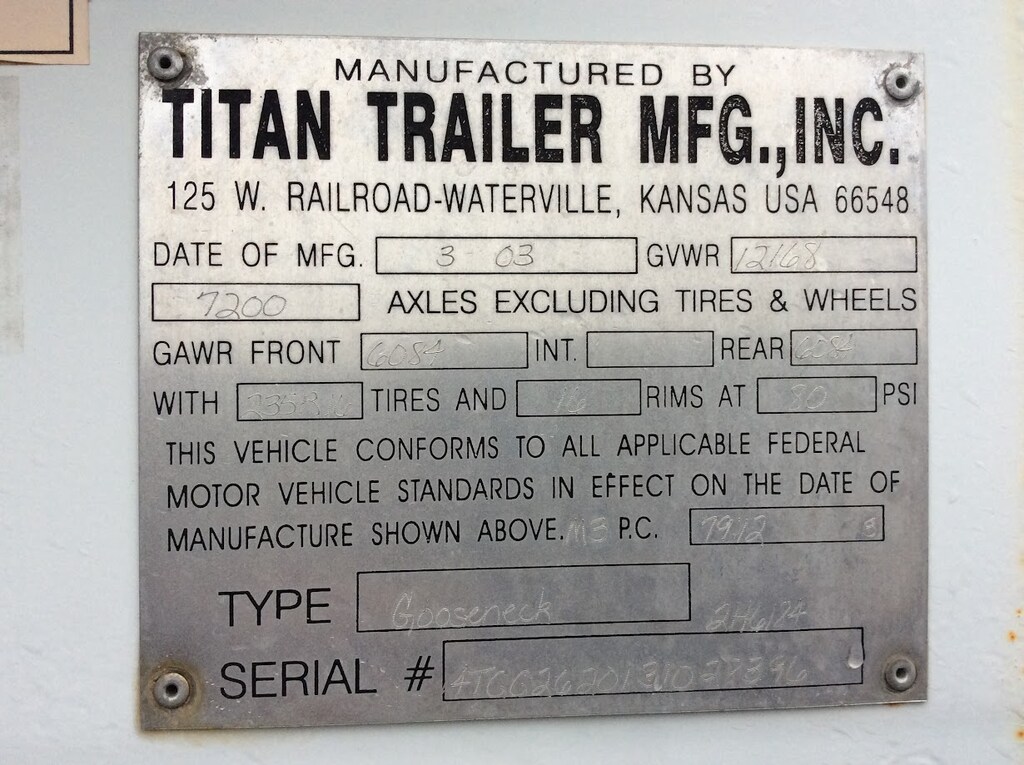 MANUFACTURED BY
TITAN TRAILER MFG., INC.
125 W. RAILROAD-WATERVILLE, KANSAS USA 66548
DATE OF MFG. 3 03 GVWR 12168
7200 AXLES EXCLUDING TIRES & WHEELS
GAWR FRONT 6084 INT. REAR 6084
WITH TIRES AND 16 RIMS AT 80 PSI
THIS VEHICLE CONFORMS TO ALL APPLICABLE FEDERAL
MOTOR VEHICLE STANDARDS IN EFFECT ON THE DATE OF
MANUFACTURE SHOWN ABOVE. M3 P.C.
TYPE Gooseneck
SERIAL #